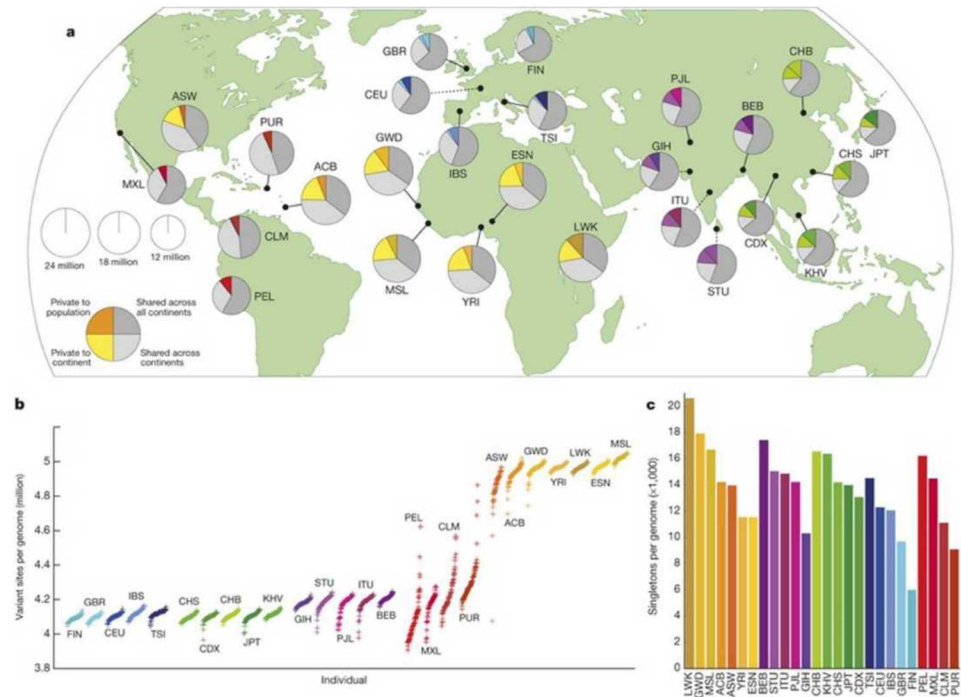 a
GBR
FIN
CHB
CEU
PJL
ASW
BEB
PUR
TSI
GWD
ESN
JPT
ACB
IBS
GIH
CHS
MXL
ITU
CDX
LWK
CLM
KHV
24 million
18 million
12 million
MSL
YRI
STU
PEL
Private to
population
Shared across
all continents
Private to
continent
Shared across
continents
b
Variant sites per genome (million)
5
4.8
4.6
4.4
4.2
4
3.8
FIN
GBR
CEU
IBS
TSI
CHS
CDX
CHB
JPT
KHV
GIH
STU
PJL
ITU
BEB
PEL
MXL
CLM
PUR
ASW
ACB
GWD
YRI
LWK
ESN
MSL
Individual
c
Singletons per genome (×1,000)
20
18
16
14
12
10
8
6
4
2
0
LWK
GWD
MSL
ACB
ASW
YRI
ESN
BEB
STU
ITU
PJL
GIH
CHB
KHV
CHS
JPT
CDX
TSI
CEU
IBS
GBR
FIN
PEL
MXL
CLM
PUR